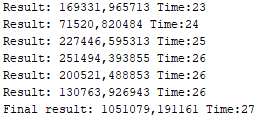 Result: 169331,965713 Time:23
Result: 71520,820484 Time:24
Result: 227446,595313 Time:25
Result: 251494,393855 Time:26
Result: 200521,488853 Time:26
Result: 130763,926943 Time:26
Final result: 1051079,191161 Time:27